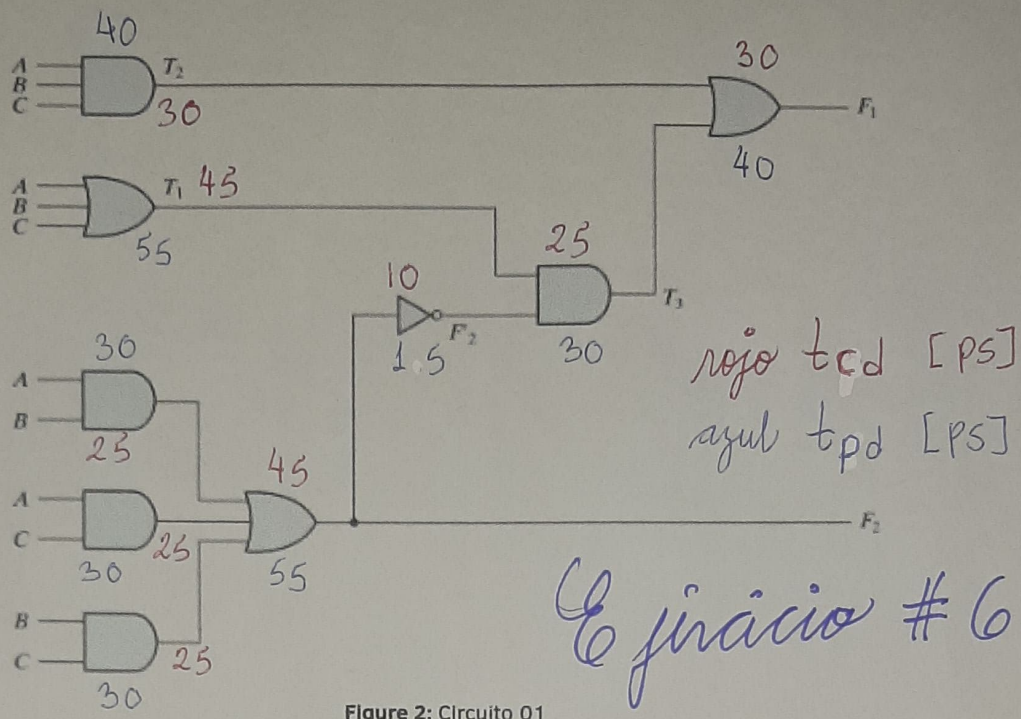 40
A
B
C
T₂
30
30
F₁
40
A
B
C
T₁ 45
55
25
10
F₂
1.5
30
T₃
rojo tcd [ps]
azul tpd [ps]
30
A
B
25
45
A
C
25
30
55
F₂
B
C
25
30
Ejiracio #6
Figure 2: Circuito 01